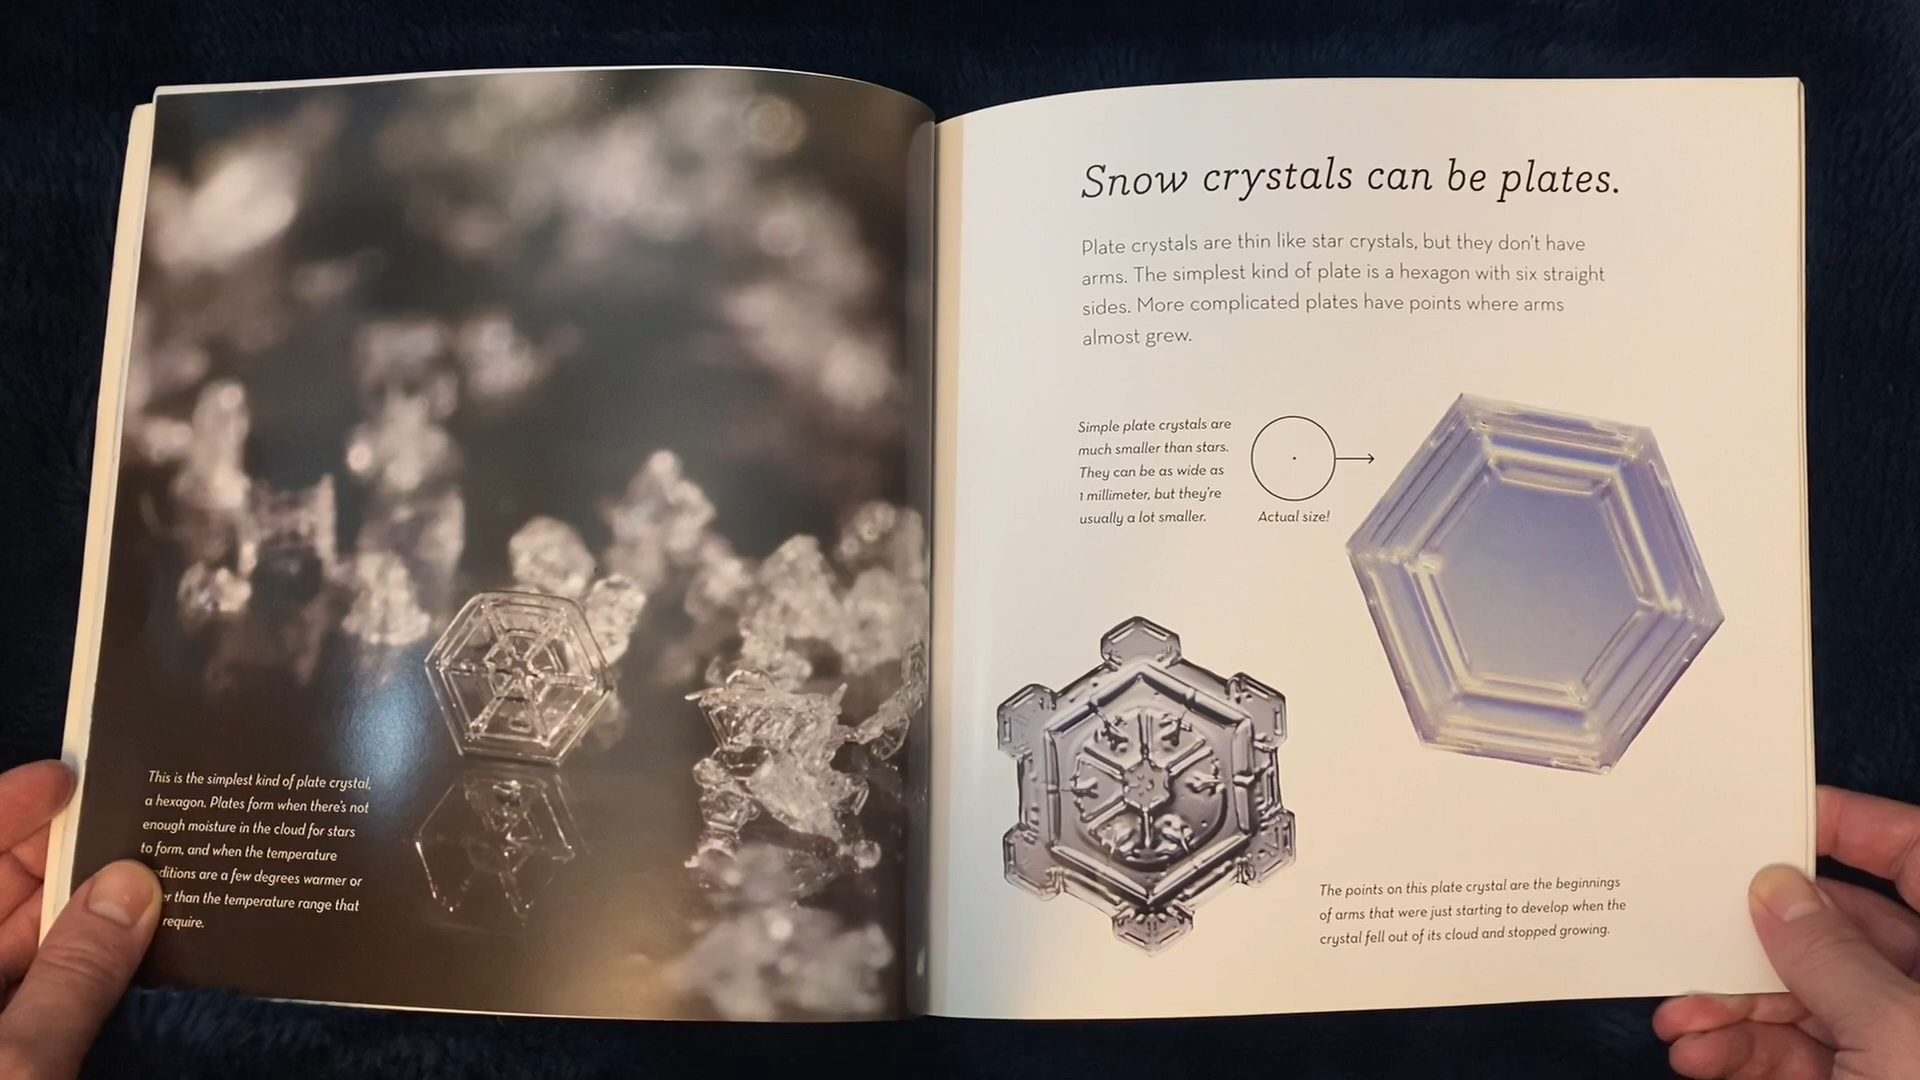 This is the simplest kind of plate crystal,
a hexagon. Plates form when there's not
enough moisture in the cloud for stars
to form, and when the temperature
ditions are a few degrees warmer or
than the temperature range that
require.
Snow crystals can be plates.
Plate crystals are thin like star crystals, but they don't have
arms. The simplest kind of plate is a hexagon with six straight
sides. More complicated plates have points where arms
almost grew.
Simple plate crystals are
much smaller than stars.
They can be as wide as
1 millimeter, but they're
usually a lot smaller.
Actual size!
The points on this plate crystal are the beginnings
of arms that were just starting to develop when the
crystal fell out of its cloud and stopped growing.